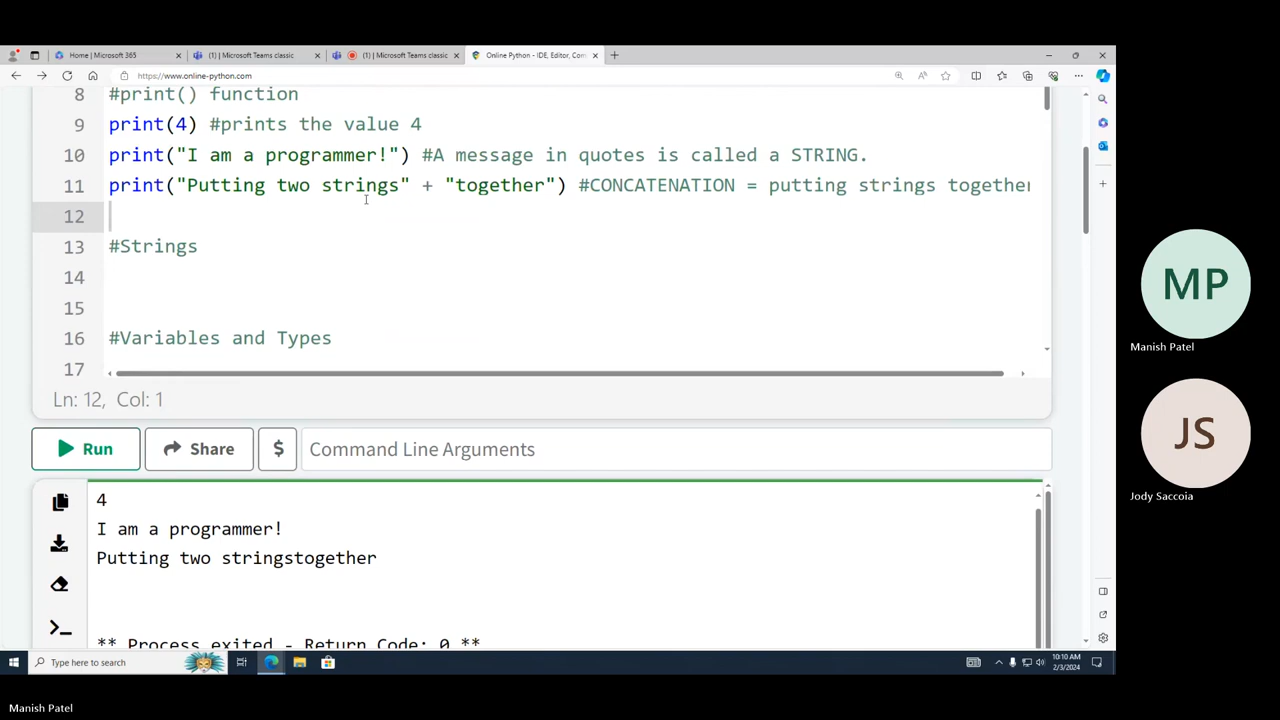 Home | Microsoft 365
(1) | Microsoft Teams classic
(1) | Microsoft Teams classic
Online Python - IDE, Editor, Com
https://www.online-python.com
8 #print() function
9 print(4) #prints the value 4
10 print("I am a programmer!") #A message in quotes is called a STRING.
11 print("Putting two strings" + "together") #CONCATENATION = putting strings together
12
13 #Strings
14
15
16 #Variables and Types
17
Ln: 12, Col: 1
Run
Share
$
Command Line Arguments
4
I am a programmer!
Putting two stringstogether
** Process exited - Return Code: 0 **
Type here to search
10:10 AM
2/3/2024
MP
Manish Patel
JS
Jody Saccoia
Manish Patel